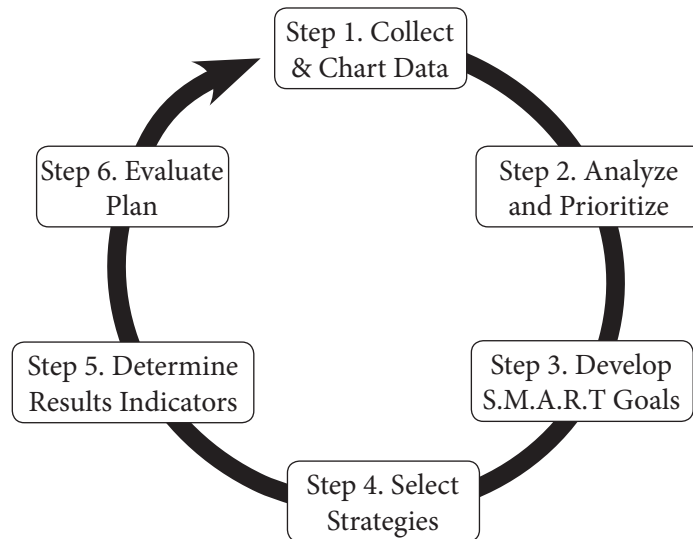 Step 1. Collect
& Chart Data
Step 2. Analyze
and Prioritize
Step 3. Develop
S.M.A.R.T Goals
Step 4. Select
Strategies
Step 5. Determine
Results Indicators
Step 6. Evaluate
Plan